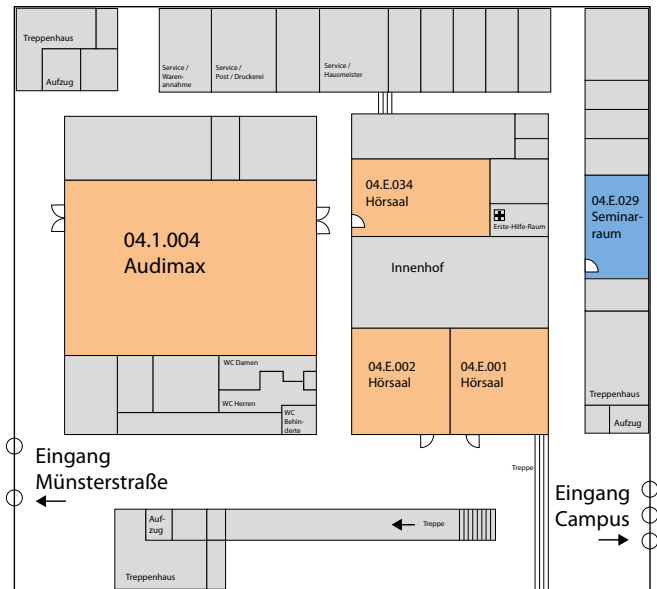 Treppenhaus
Aufzug
Service /
Waren-
annahme
Service /
Post / Druckerei
Service /
Hausmeister
04.1.004
Audimax
04.E.034
Hörsaal
Erste-Hilfe-Raum
04.E.029
Seminar-
raum
Innenhof
04.E.002
Hörsaal
04.E.001
Hörsaal
WC Damen
WC Herren
WC
Behin-
derte
Treppenhaus
Aufzug
Eingang
Münsterstraße
Treppe
Eingang
Campus
Auf-
zug
Treppe
Treppenhaus